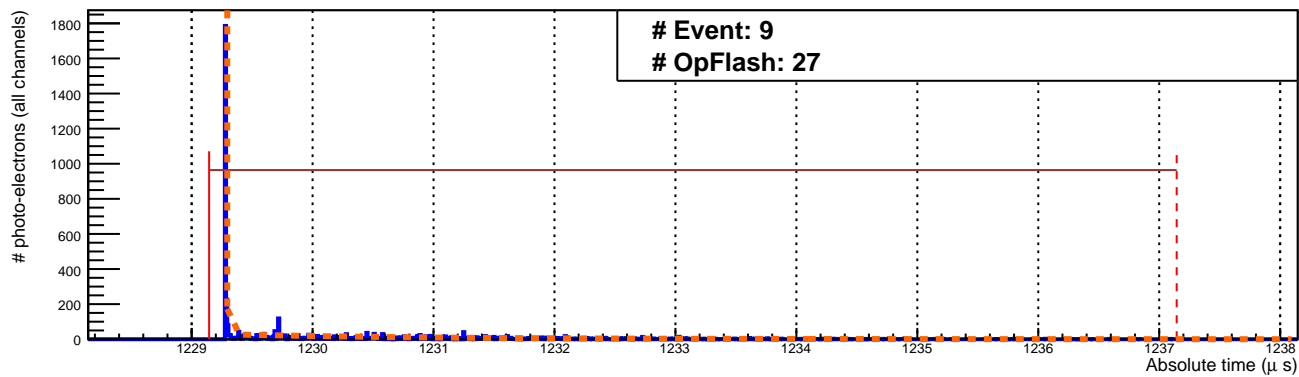 # Event: 9
# OpFlash: 27
# photo-electrons (all channels)
1800
1600
1400
1200
1000
800
600
400
200
0
1229 1230 1231 1232 1233 1234 1235 1236 1237 1238
Absolute time (μ s)